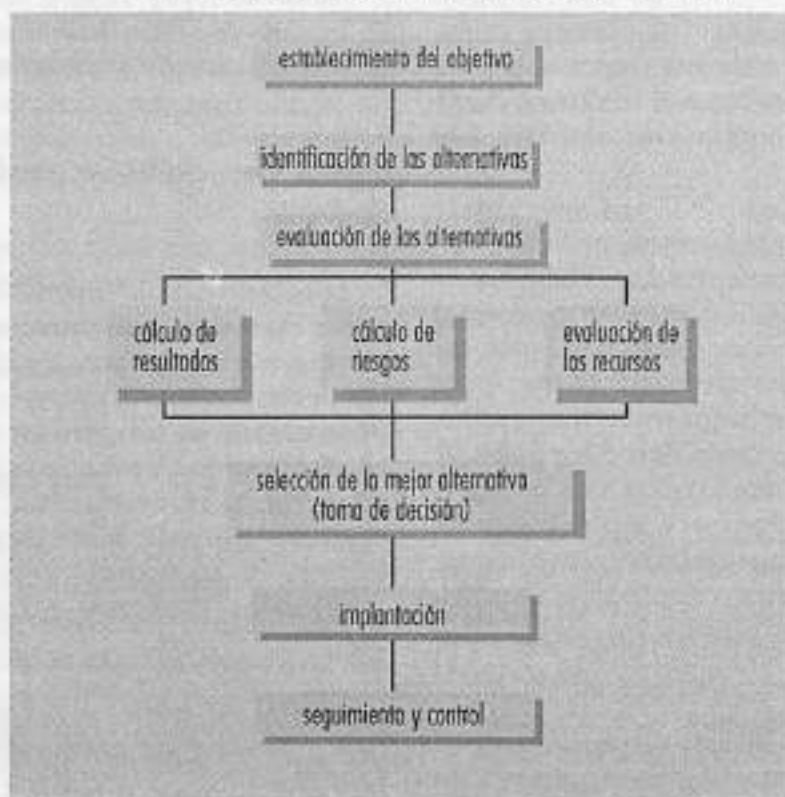 establecimiento del objetivo
identificación de las alternativas
evaluación de las alternativas
cálculo de
resultados
cálculo de
riesgos
evaluación de
los recursos
selección de la mejor alternativa
(toma de decisión)
implantación
seguimiento y control